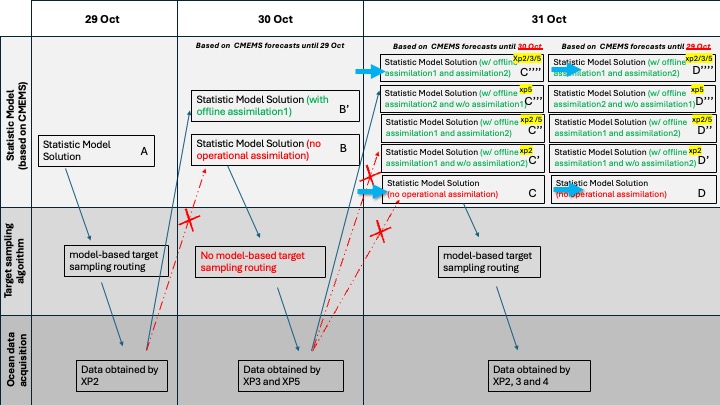 29 Oct
30 Oct
31 Oct
Statistic Model
(based on CMEMS)
Target sampling
algorithm
Ocean data
acquisition
Statistic Model
Solution
A
model-based target
sampling routing
Data obtained by
XP2
Based on CMEMS forecasts until 29 Oct
Statistic Model Solution (with
offline assimilation1)
B'
Statistic Model Solution (no
operational assimilation)
B
No model-based target
sampling routing
Data obtained by
XP3 and XP5
Based on CMEMS forecasts until 30 Oct
Xp2/3/5
Statistic Model Solution (w/ offline
assimilation1 and assimilation2)
C''''
xp5
Statistic Model Solution (w/ offline
assimilation2 and w/o assimilation1)
C'''
xp2/5
Statistic Model Solution (w/ offline
assimilation1 and assimilation2)
C''
xp2
Statistic Model Solution (w/ offline
assimilation1 and w/o assimilation2)
C'
Statistic Model Solution
(no operational assimilation)
C
Based on CMEMS forecasts until 29 Oct
Xp2/3/5
Statistic Model Solution (w/ offline
assimilation1 and assimilation2)
D''''
xp5
Statistic Model Solution (w/ offline
assimilation2 and w/o assimilation1)
D'''
xp2/5
Statistic Model Solution (w/ offline
assimilation1 and assimilation2)
D''
xp2
Statistic Model Solution (w/ offline
assimilation1 and w/o assimilation2)
D'
Statistic Model Solution
(no operational assimilation)
D
model-based target
sampling routing
Data obtained by
XP2, 3 and 4